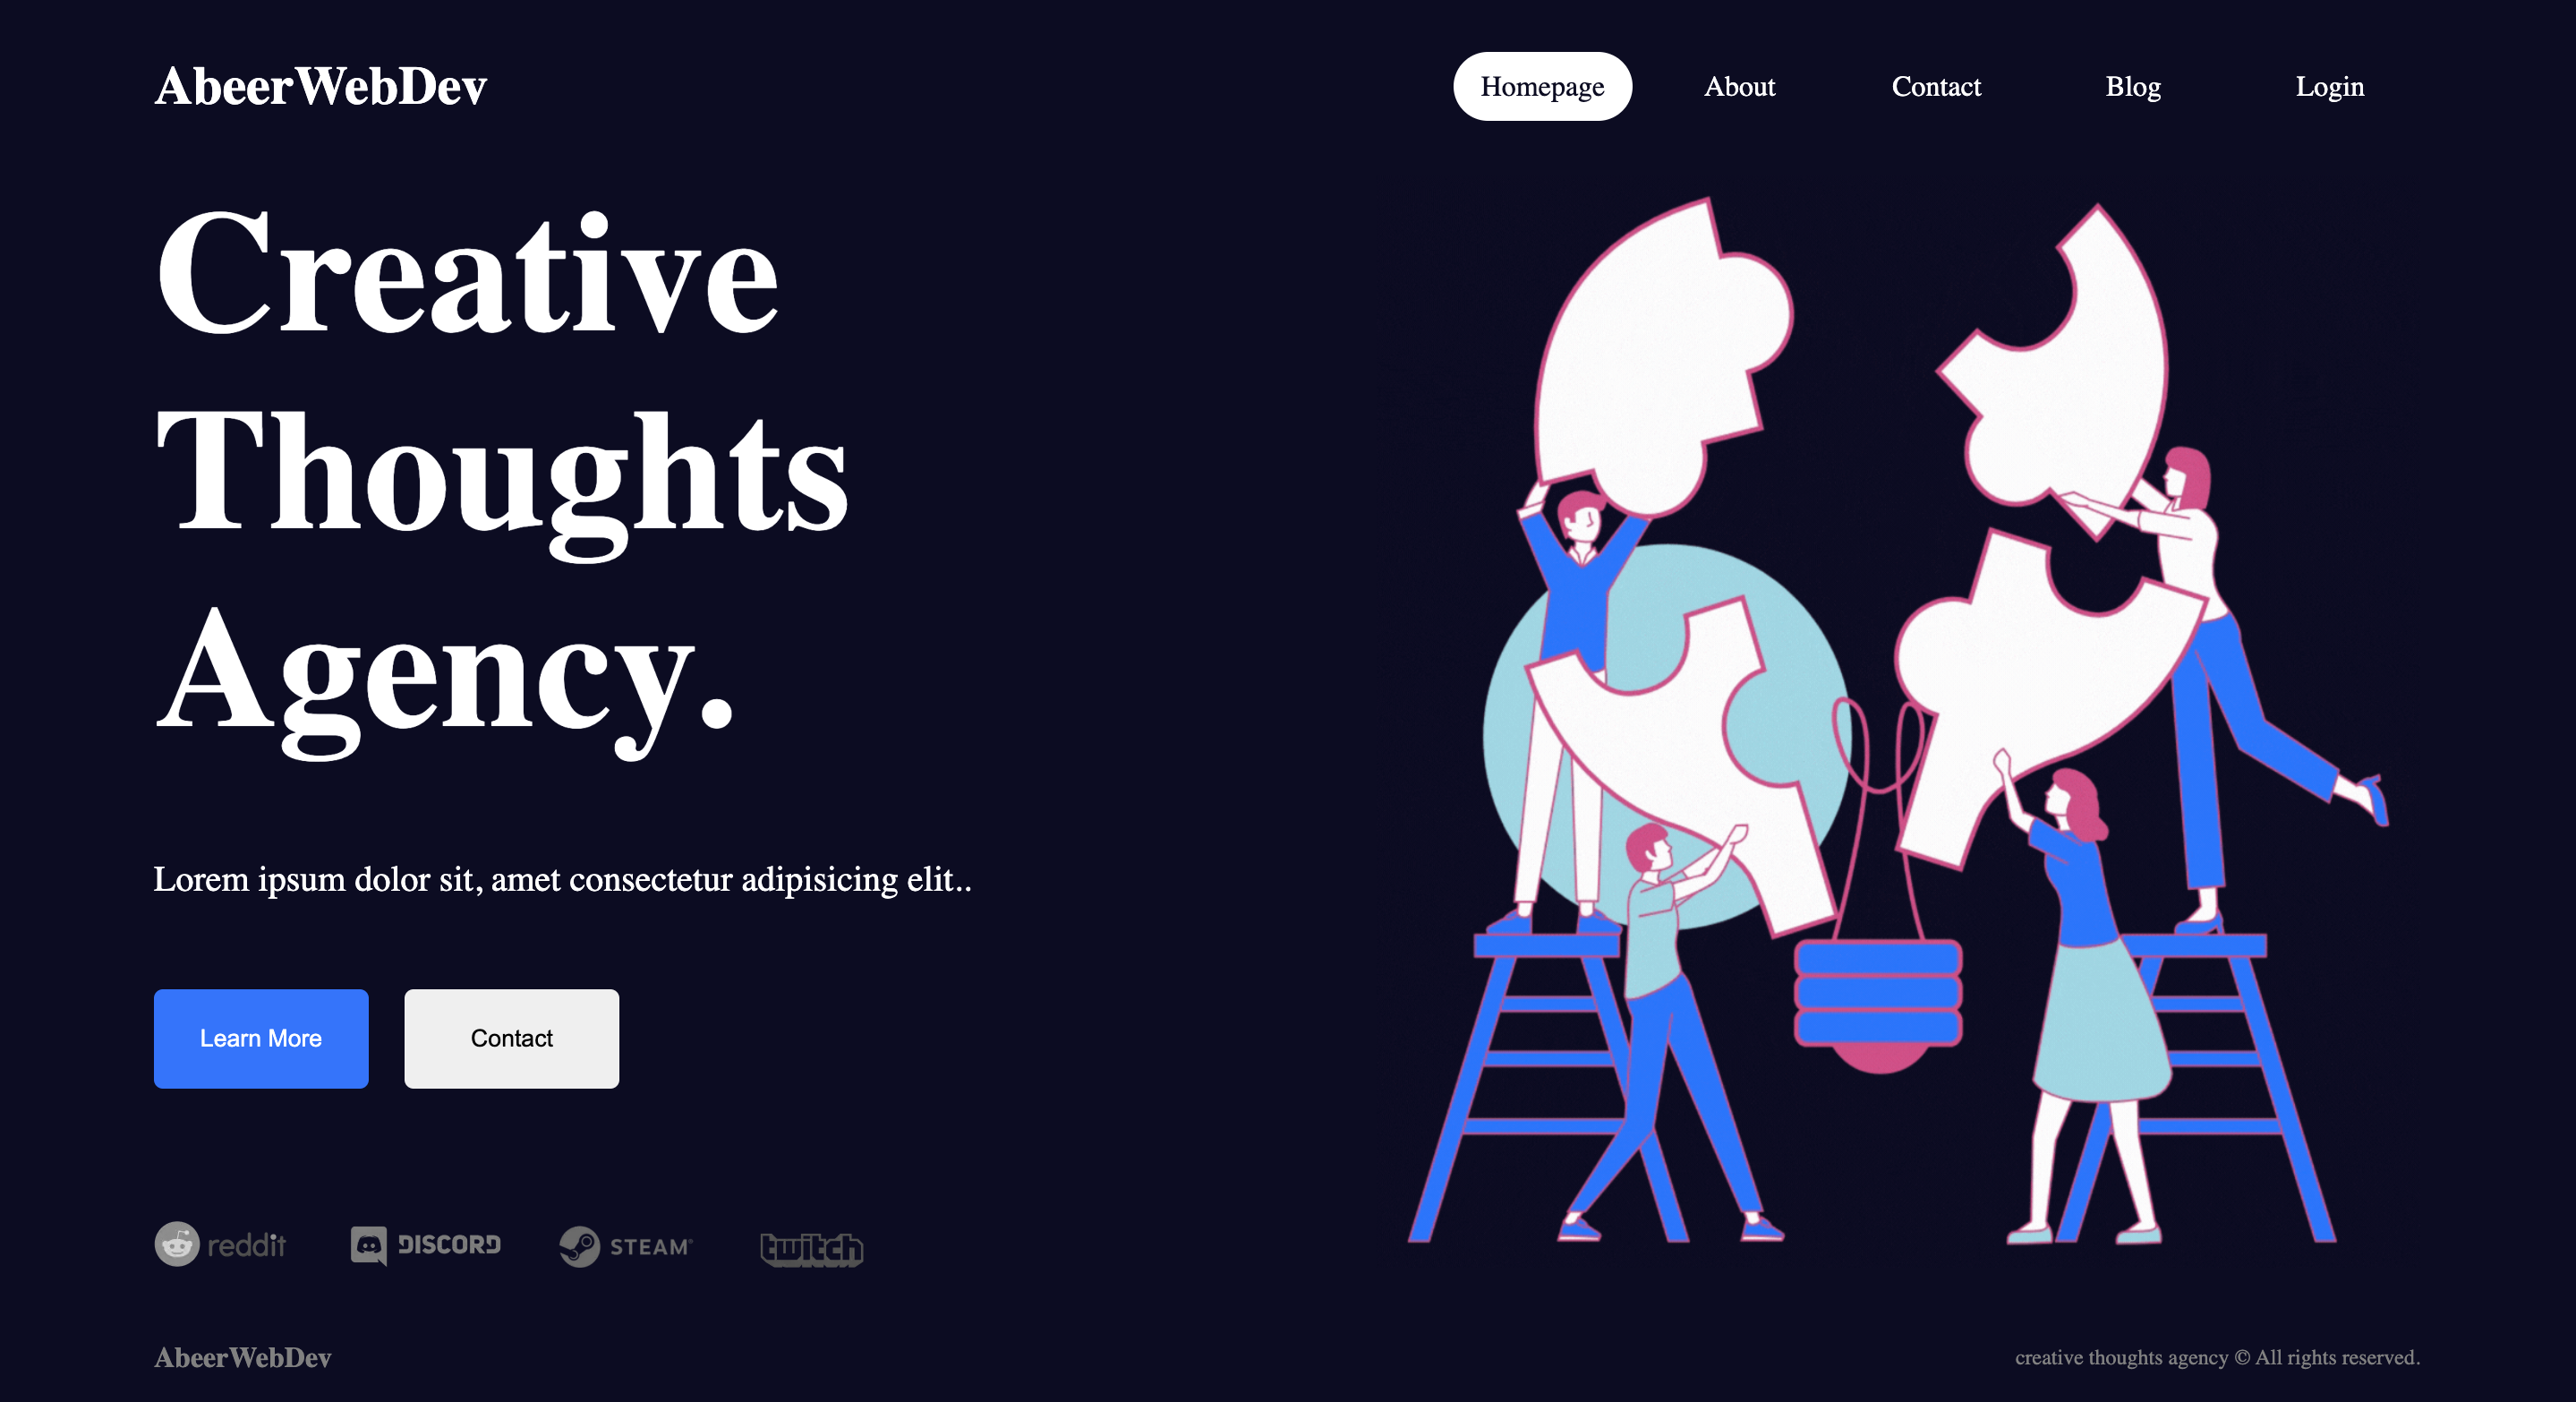 AbeerWebDev
Homepage About Contact Blog Login
Creative
Thoughts
Agency.
Lorem ipsum dolor sit, amet consectetur adipisicing elit..
Learn More Contact
reddit DISCORD STEAM® twitch
AbeerWebDev
creative thoughts agency © All rights reserved.